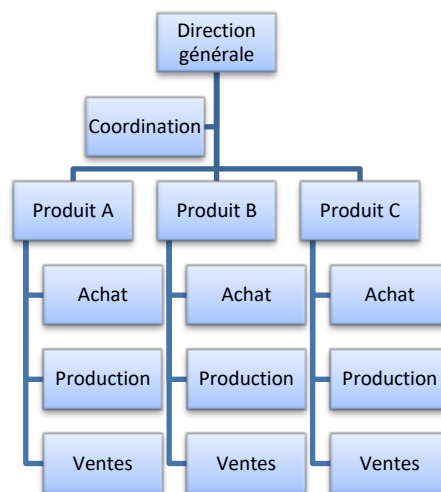 Direction
générale
Coordination
Produit A
Produit B
Produit C
Achat
Achat
Achat
Production
Production
Production
Ventes
Ventes
Ventes